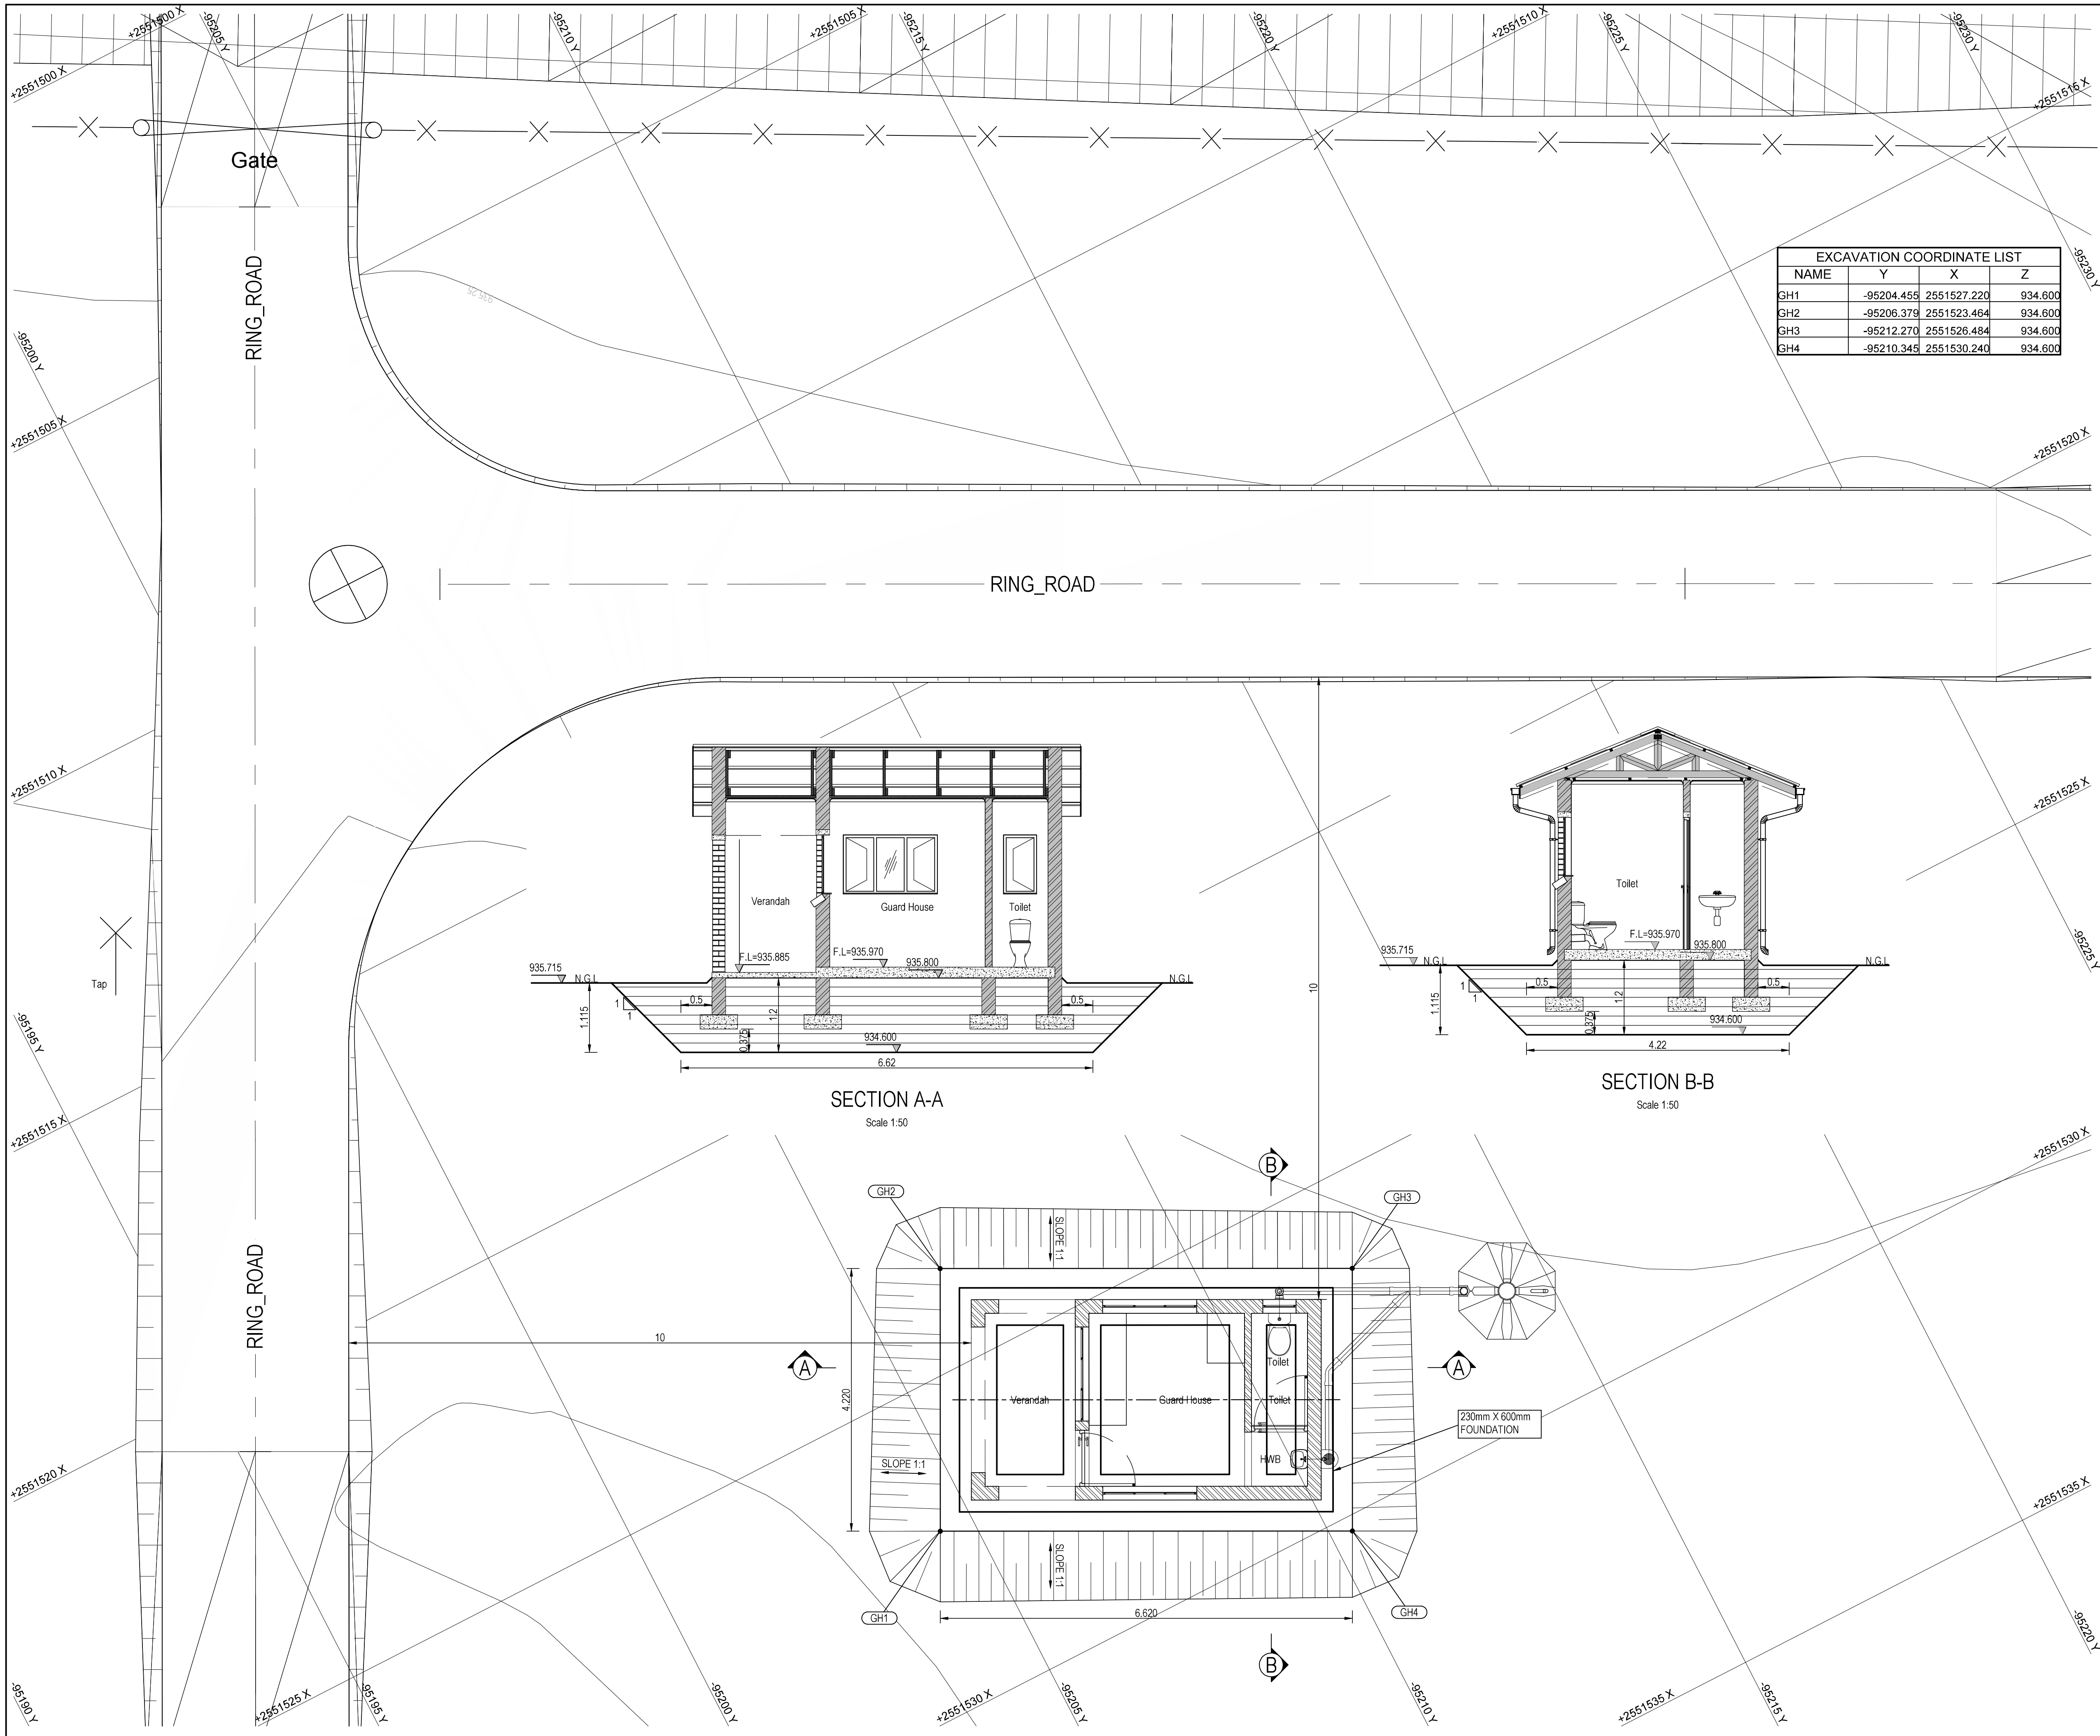 +2551500 X
-95205 Y
-95210 Y
+2551505 X
-95215 Y
-95220 Y
+2551510 X
-95225 Y
-95230 Y
+2551500 X
+2551515 X
Gate
RING_ROAD
-95230 Y
EXCAVATION COORDINATE LIST
NAME Y X Z
GH1 -95204.455 2551527.220 934.600
GH2 -95206.379 2551523.464 934.600
GH3 -95212.270 2551526.484 934.600
GH4 -95210.345 2551530.240 934.600
935.25
-95200 Y
+2551505 X
+2551520 X
RING_ROAD
+2551510 X
+2551525 X
Verandah
Guard House
Toilet
F.L=935.885
F.L=935.970
935.800
935.715
N.G.L
N.G.L
1.115
1
1
0.5
0.5
0.375
1.2
934.600
6.62
SECTION A-A
Scale 1:50
10
Toilet
F.L=935.970
935.800
935.715
N.G.L
N.G.L
1.115
1
1
0.5
0.5
0.375
1.2
934.600
4.22
SECTION B-B
Scale 1:50
Tap
-95225 Y
-95195 Y
+2551515 X
+2551530 X
B
GH2
GH3
SLOPE 1:1
RING_ROAD
10
A
A
4.220
Toilet
Verandah
Guard House
Toilet
230mm X 600mm
FOUNDATION
HWB
SLOPE 1:1
+2551520 X
+2551535 X
SLOPE 1:1
GH1
6.620
GH4
B
-95220 Y
-95190 Y
+2551525 X
-95195 Y
-95200 Y
+2551530 X
-95205 Y
-95210 Y
+2551535 X
-95215 Y